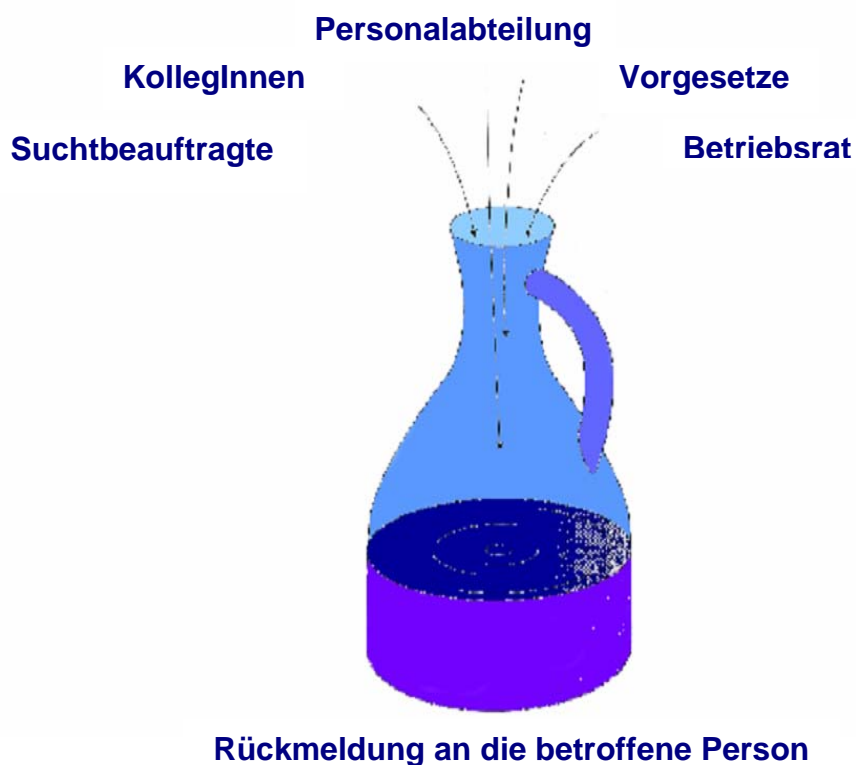 Personalabteilung
KollegInnen Vorgesetze
Suchtbeauftragte Betriebsrat
Rückmeldung an die betroffene Person